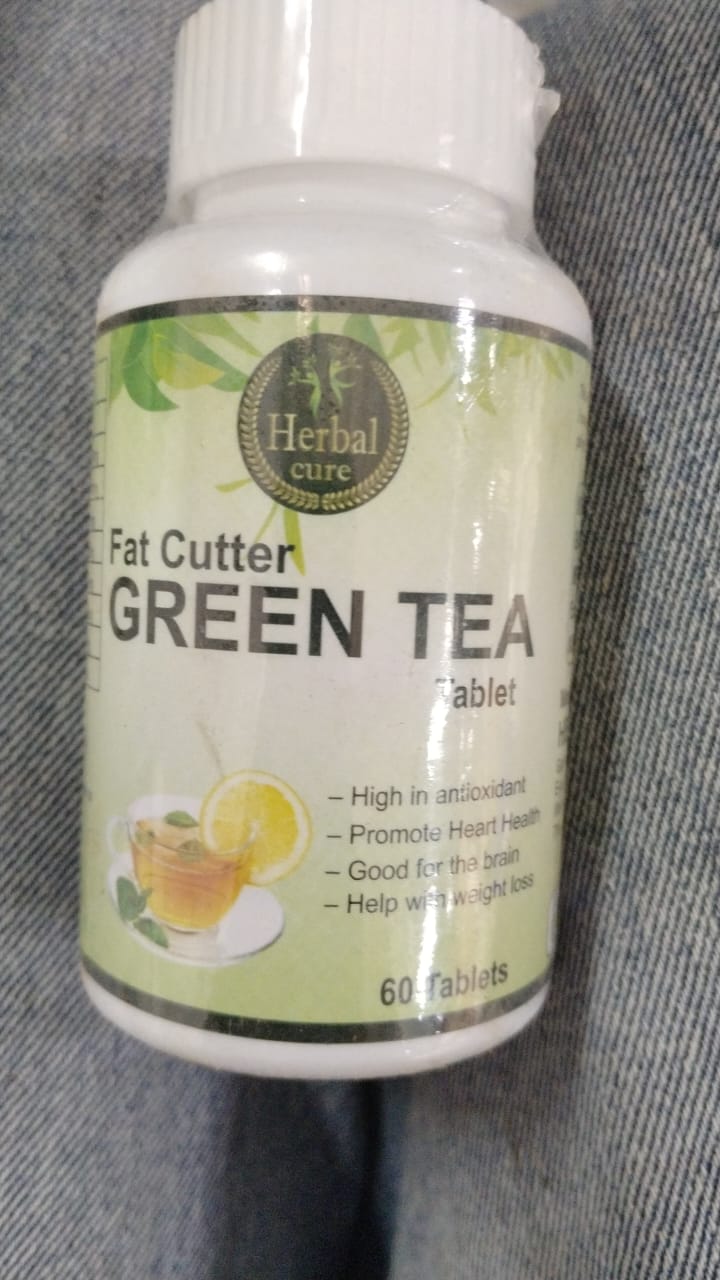 Herbal
cure
Fat Cutter
GREEN TEA
Tablet
– High in antioxidant
– Promote Heart Health
– Good for the brain
– Help with weight loss
60 Tablets